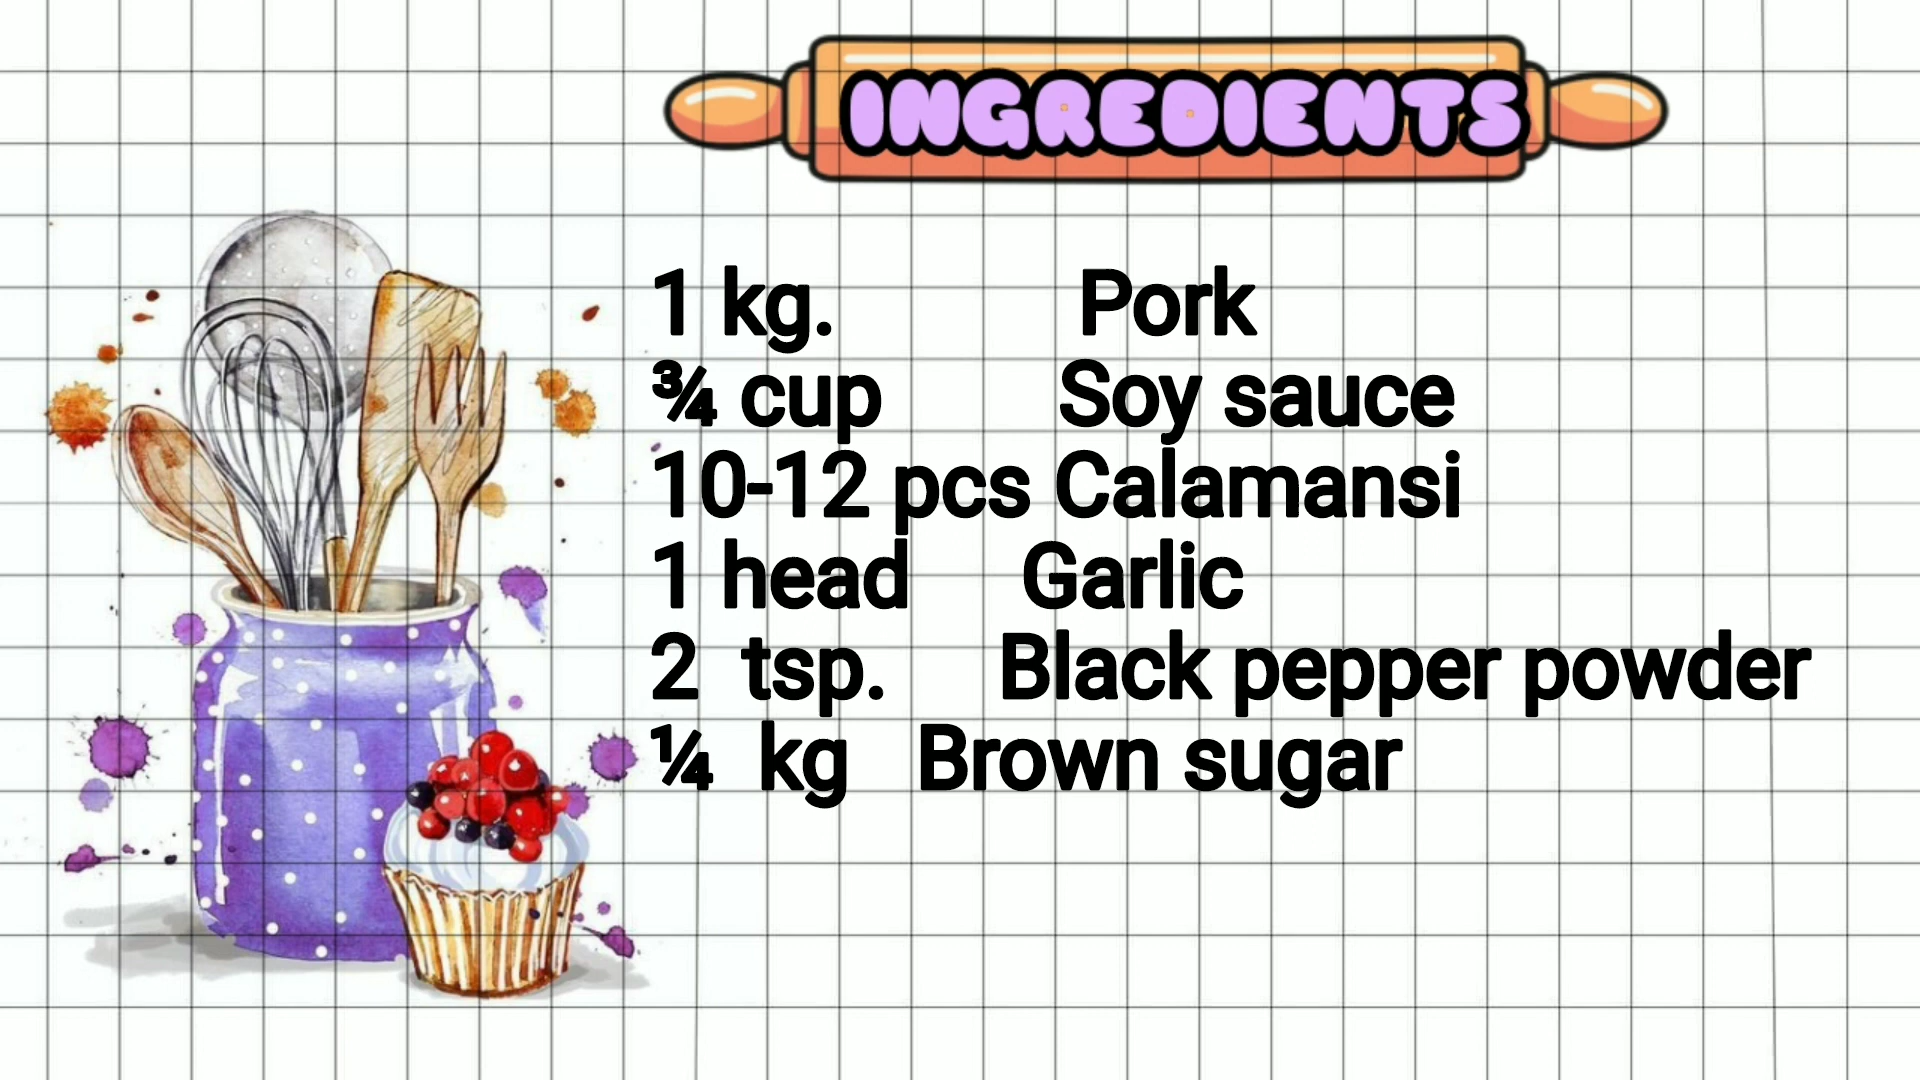 INGREDIENTS
1 kg. Pork
¾ cup Soy sauce
10-12 pcs Calamansi
1 head Garlic
2 tsp. Black pepper powder
¼ kg Brown sugar